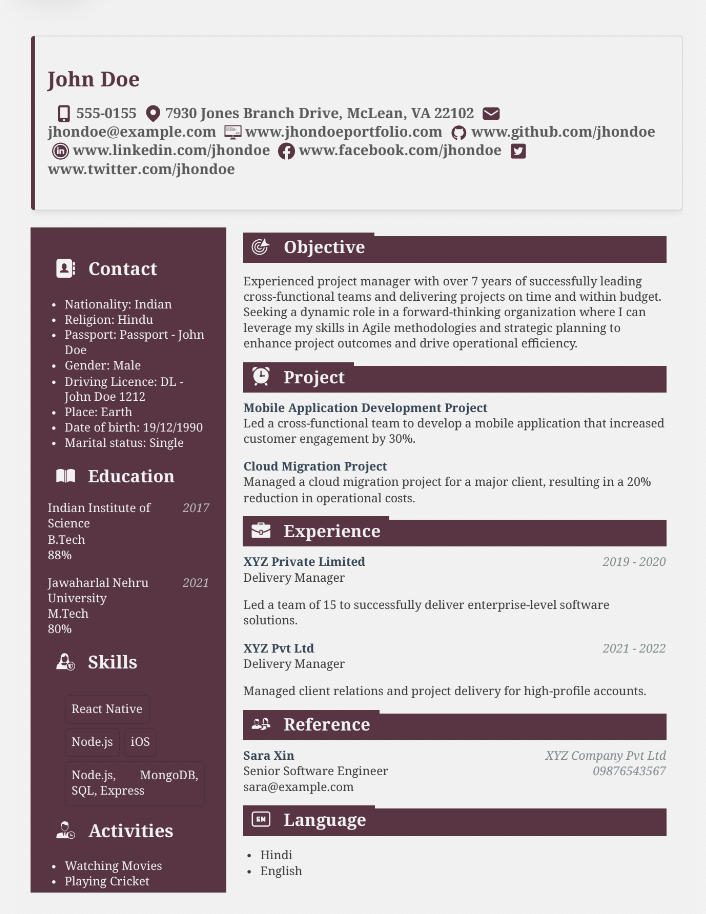 John Doe
555-0155 7930 Jones Branch Drive, McLean, VA 22102
jhondoe@example.com www.jhondoeportfolio.com www.github.com/jhondoe
www.linkedin.com/jhondoe www.facebook.com/jhondoe
www.twitter.com/jhondoe
Contact
• Nationality: Indian
• Religion: Hindu
• Passport: Passport - John
Doe
• Gender: Male
• Driving Licence: DL -
John Doe 1212
• Place: Earth
• Date of birth: 19/12/1990
• Marital status: Single
Education
Indian Institute of 2017
Science
B.Tech
88%
Jawaharlal Nehru 2021
University
M.Tech
80%
Skills
React Native
Node.js iOS
Node.js, MongoDB,
SQL, Express
Activities
• Watching Movies
• Playing Cricket
Objective
Experienced project manager with over 7 years of successfully leading
cross-functional teams and delivering projects on time and within budget.
Seeking a dynamic role in a forward-thinking organization where I can
leverage my skills in Agile methodologies and strategic planning to
enhance project outcomes and drive operational efficiency.
Project
Mobile Application Development Project
Led a cross-functional team to develop a mobile application that increased
customer engagement by 30%.
Cloud Migration Project
Managed a cloud migration project for a major client, resulting in a 20%
reduction in operational costs.
Experience
XYZ Private Limited 2019 - 2020
Delivery Manager
Led a team of 15 to successfully deliver enterprise-level software
solutions.
XYZ Pvt Ltd 2021 - 2022
Delivery Manager
Managed client relations and project delivery for high-profile accounts.
Reference
Sara Xin XYZ Company Pvt Ltd
Senior Software Engineer 09876543567
sara@example.com
Language
• Hindi
• English